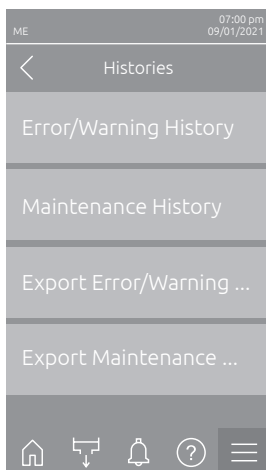 07:00 pm
ME 09/01/2021
Histories
Error/Warning History
Maintenance History
Export Error/Warning ...
Export Maintenance ...
?